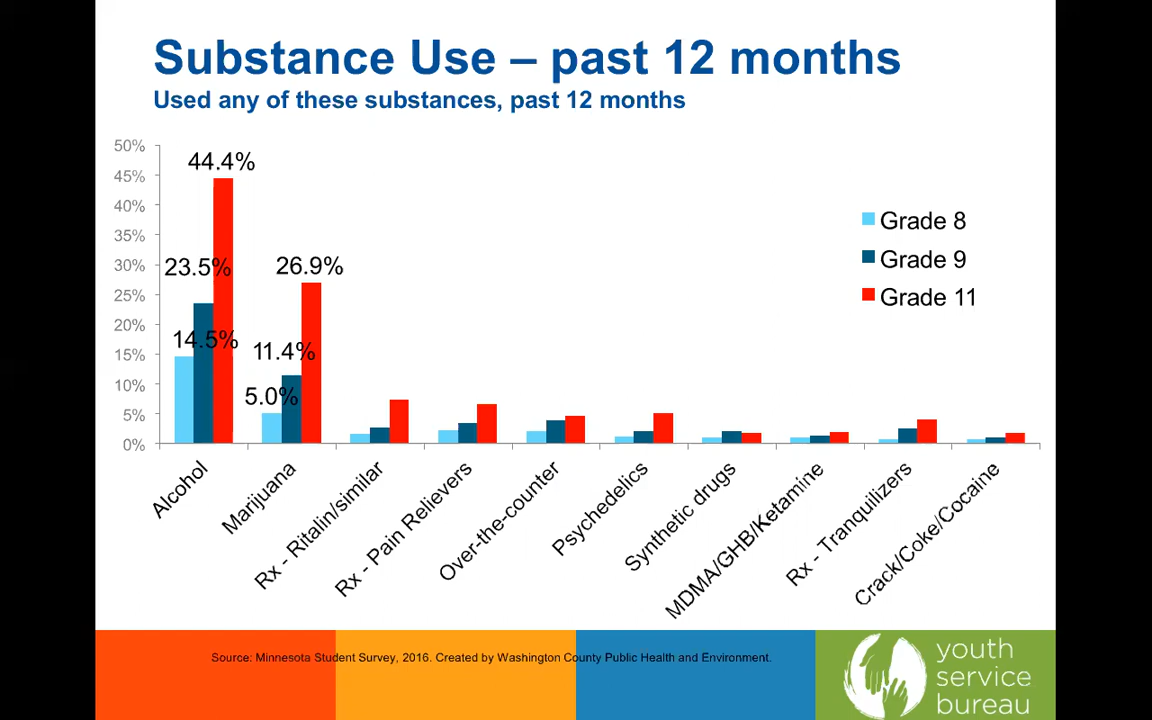 Substance Use – past 12 months
Used any of these substances, past 12 months
50%
45%
40%
35%
30%
25%
20%
15%
10%
5%
0%
44.4%
23.5%
14.5%
26.9%
11.4%
5.0%
Grade 8
Grade 9
Grade 11
Alcohol
Marijuana
Rx - Ritalin/similar
Rx - Pain Relievers
Over-the-counter
Psychedelics
Synthetic drugs
MDMA/GHB/Ketamine
Rx - Tranquilizers
Crack/Coke/Cocaine
Source: Minnesota Student Survey, 2016. Created by Washington County Public Health and Environment.
youth
service
bureau